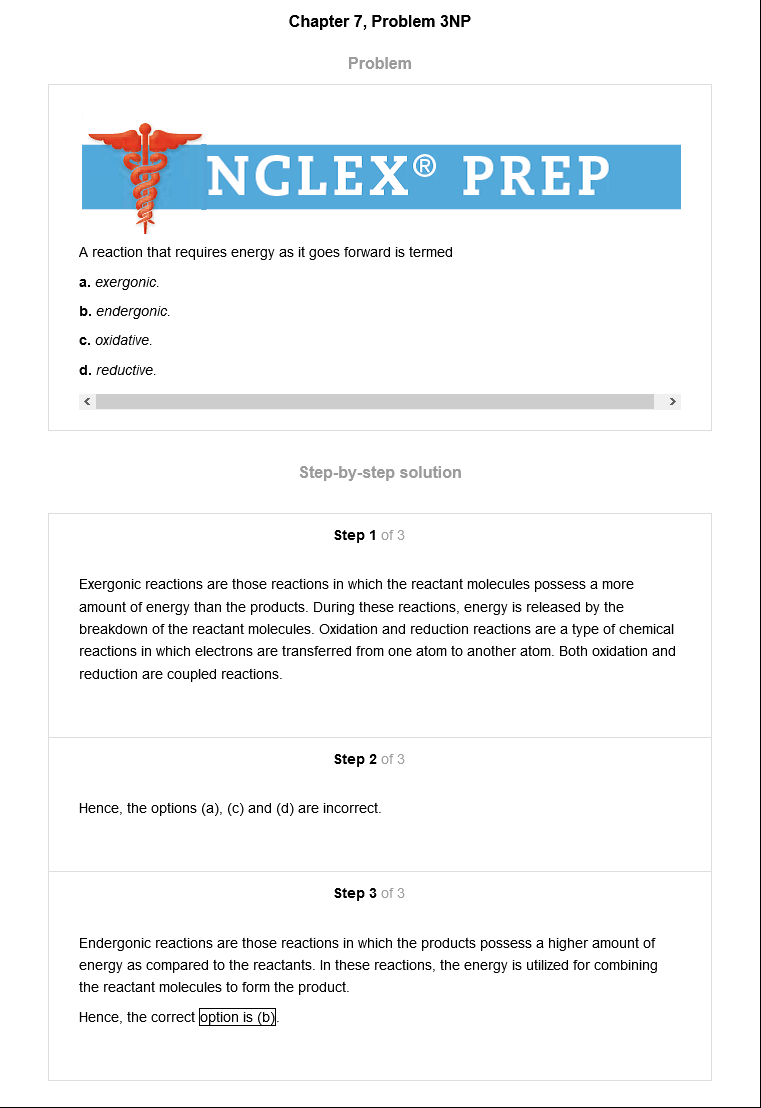 Chapter 7, Problem 3NP
Problem
NCLEX® PREP
A reaction that requires energy as it goes forward is termed
a. exergonic.
b. endergonic.
c. oxidative.
d. reductive.
Step-by-step solution
Step 1 of 3
Exergonic reactions are those reactions in which the reactant molecules possess a more
amount of energy than the products. During these reactions, energy is released by the
breakdown of the reactant molecules. Oxidation and reduction reactions are a type of chemical
reactions in which electrons are transferred from one atom to another atom. Both oxidation and
reduction are coupled reactions.
Step 2 of 3
Hence, the options (a), (c) and (d) are incorrect.
Step 3 of 3
Endergonic reactions are those reactions in which the products possess a higher amount of
energy as compared to the reactants. In these reactions, the energy is utilized for combining
the reactant molecules to form the product.
Hence, the correct option is (b).